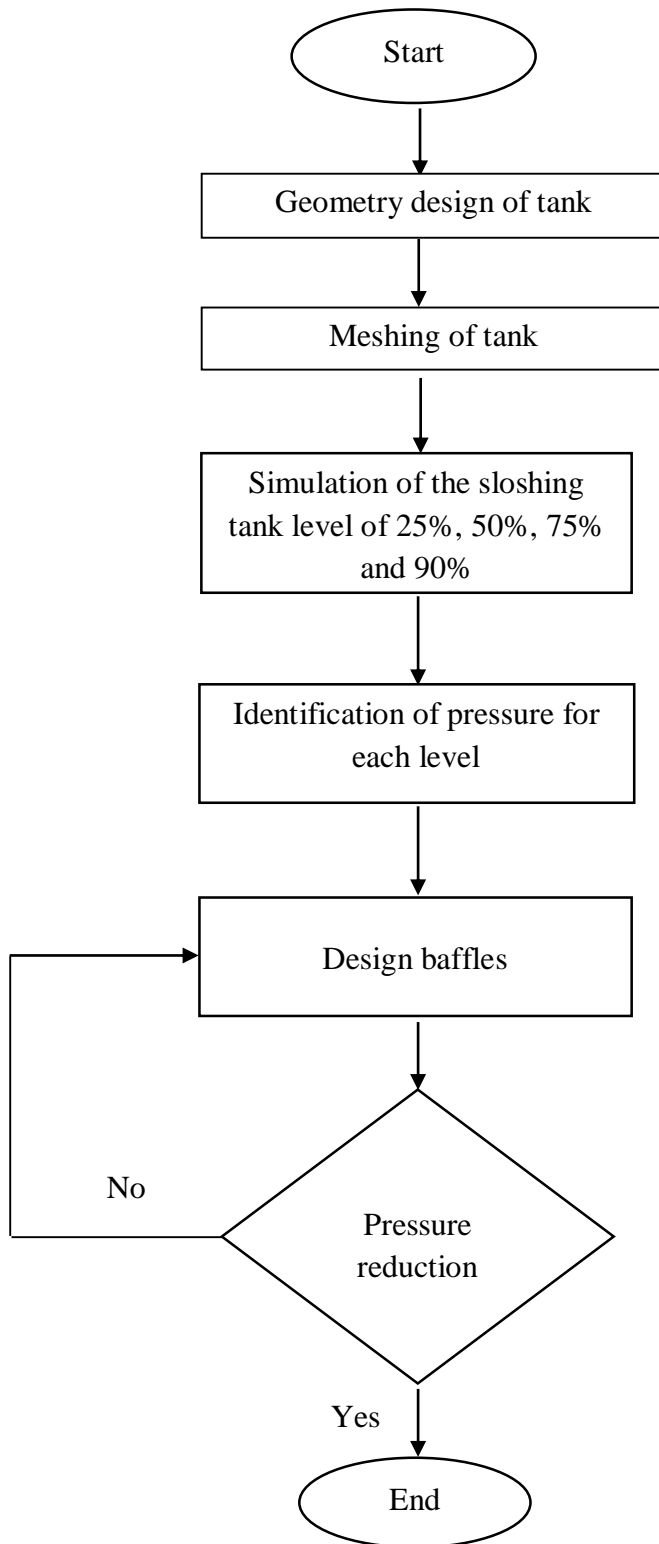 Start
Geometry design of tank
Meshing of tank
Simulation of the sloshing
tank level of 25%, 50%, 75%
and 90%
Identification of pressure for
each level
Design baffles
No
Pressure
reduction
Yes
End